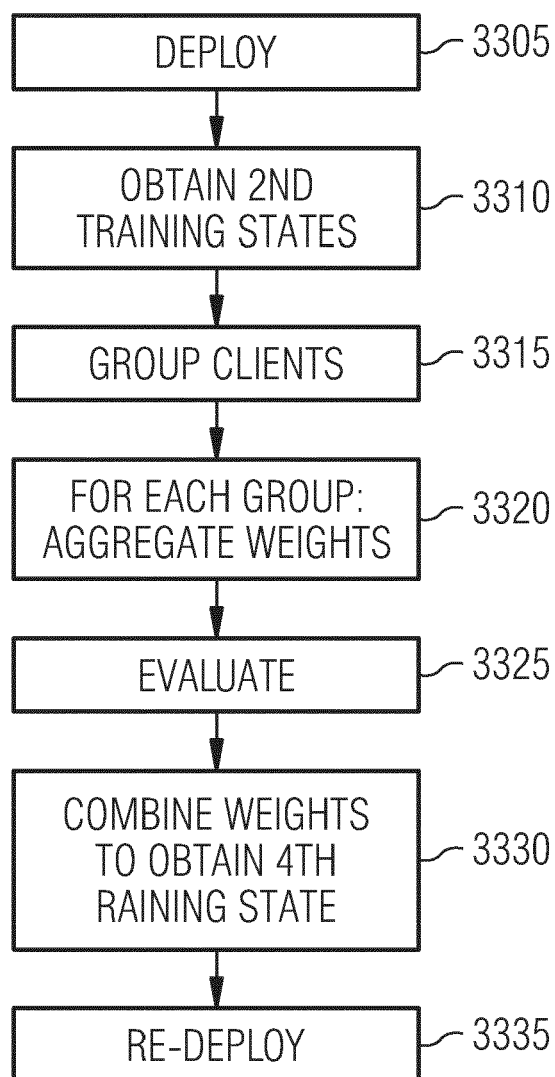 DEPLOY
3305
OBTAIN 2ND
TRAINING STATES
3310
GROUP CLIENTS
3315
FOR EACH GROUP:
AGGREGATE WEIGHTS
3320
EVALUATE
3325
COMBINE WEIGHTS
TO OBTAIN 4TH
RAINING STATE
3330
RE-DEPLOY
3335